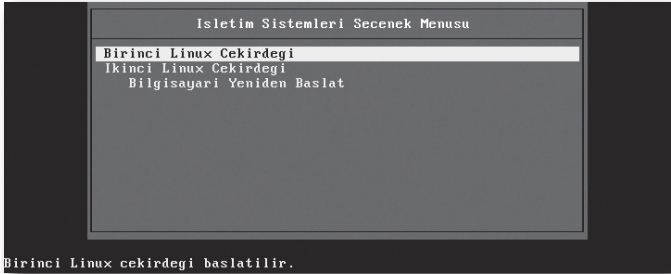 Isletim Sistemleri Secenek Menusu
Birinci Linux Cekirdegi
Ikinci Linux Cekirdegi
Bilgisayari Yeniden Baslat
Birinci Linux cekirdegi baslatilir.